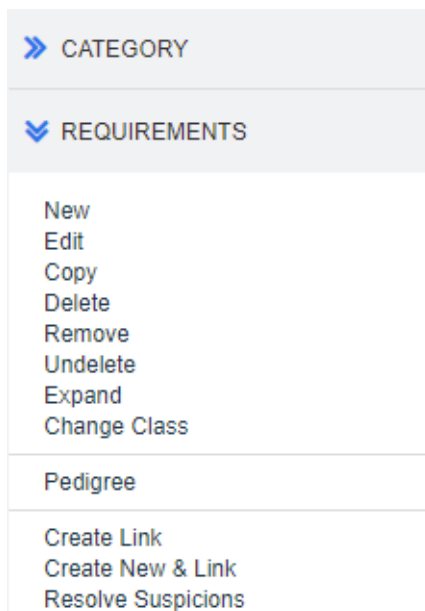 CATEGORY
REQUIREMENTS
New
Edit
Copy
Delete
Remove
Undelete
Expand
Change Class
Pedigree
Create Link
Create New & Link
Resolve Suspicions